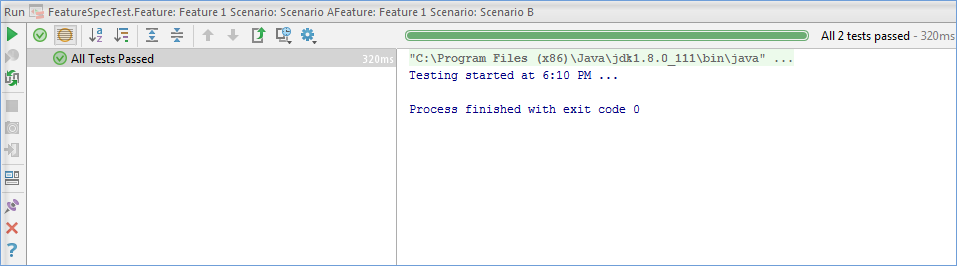 Run FeatureSpecTest.Feature: Feature 1 Scenario: Scenario AFeature: Feature 1 Scenario: Scenario B
All 2 tests passed - 320ms
All Tests Passed 320ms
"C:\Program Files (x86)\Java\jdk1.8.0_111\bin\java" ...
Testing started at 6:10 PM ...
Process finished with exit code 0